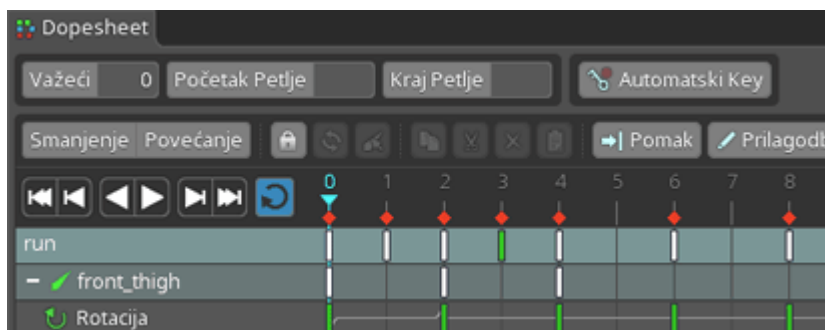 Dopesheet
Važeći 0 Početak Petlje Kraj Petlje Automatski Key
Smanjenje Povećanje Pomak Prilagodb
0 1 2 3 4 5 6 7 8
run
front_thigh
Rotacija